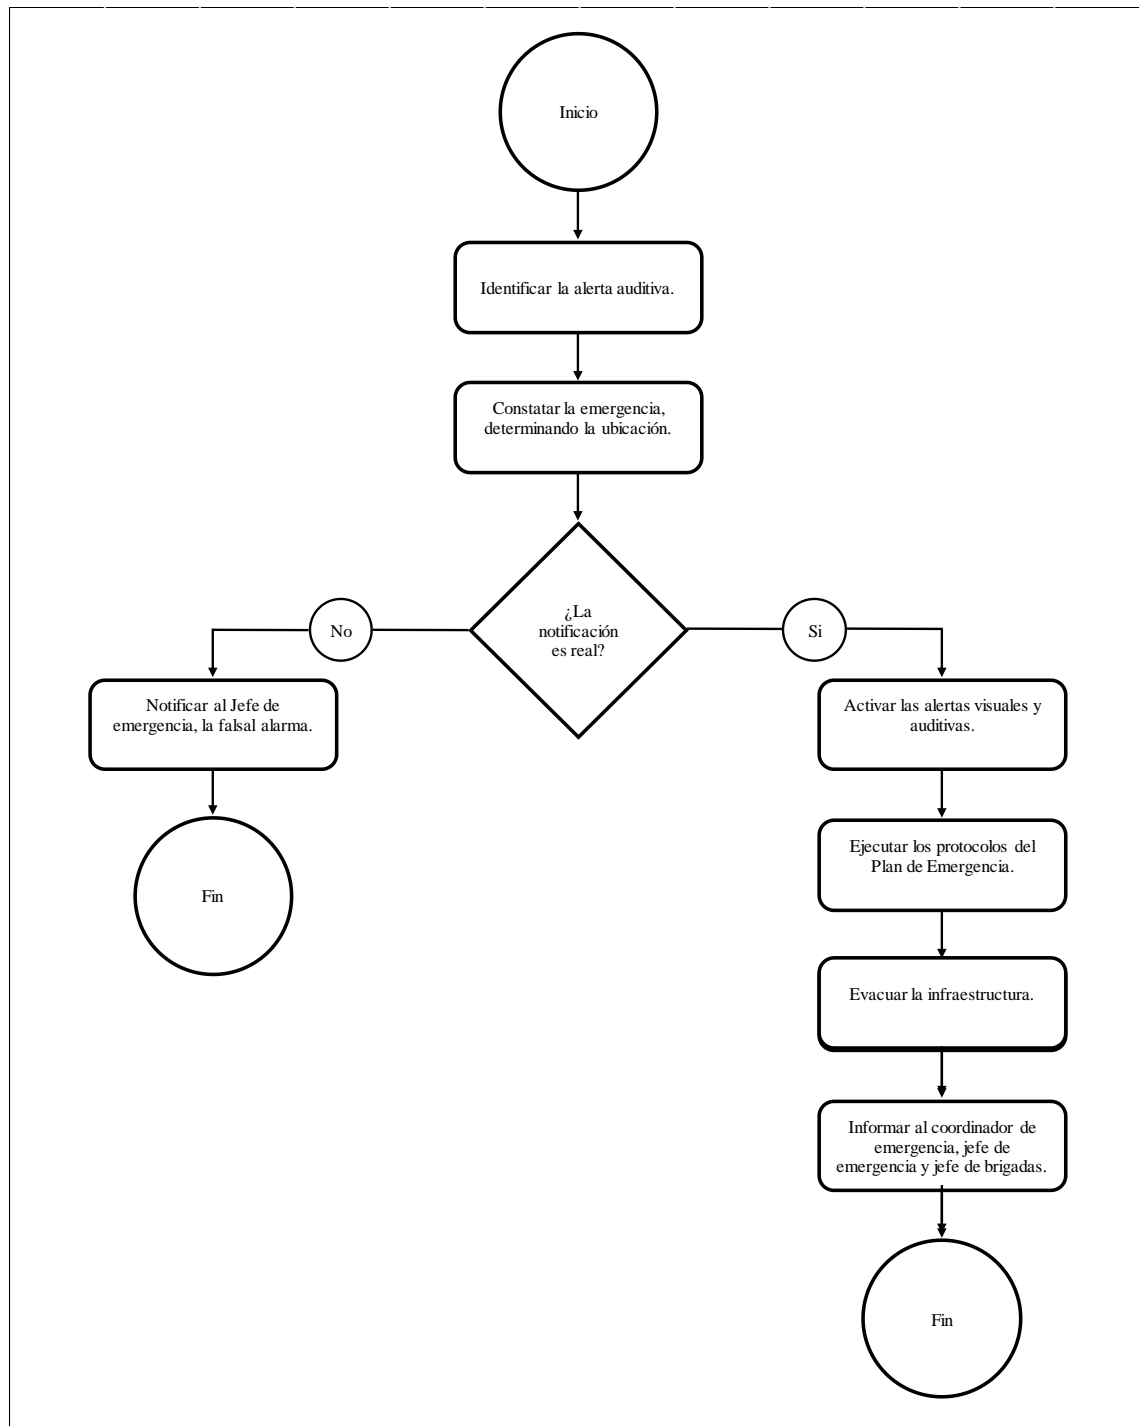 Inicio
Identificar la alerta auditiva.
Constatar la emergencia,
determinando la ubicación.
¿La
notificación
es real?
No
Si
Notificar al Jefe de
emergencia, la falsal alarma.
Fin
Activar las alertas visuales y
auditivas.
Ejecutar los protocolos del
Plan de Emergencia.
Evacuar la infraestructura.
Informar al coordinador de
emergencia, jefe de
emergencia y jefe de brigadas.
Fin